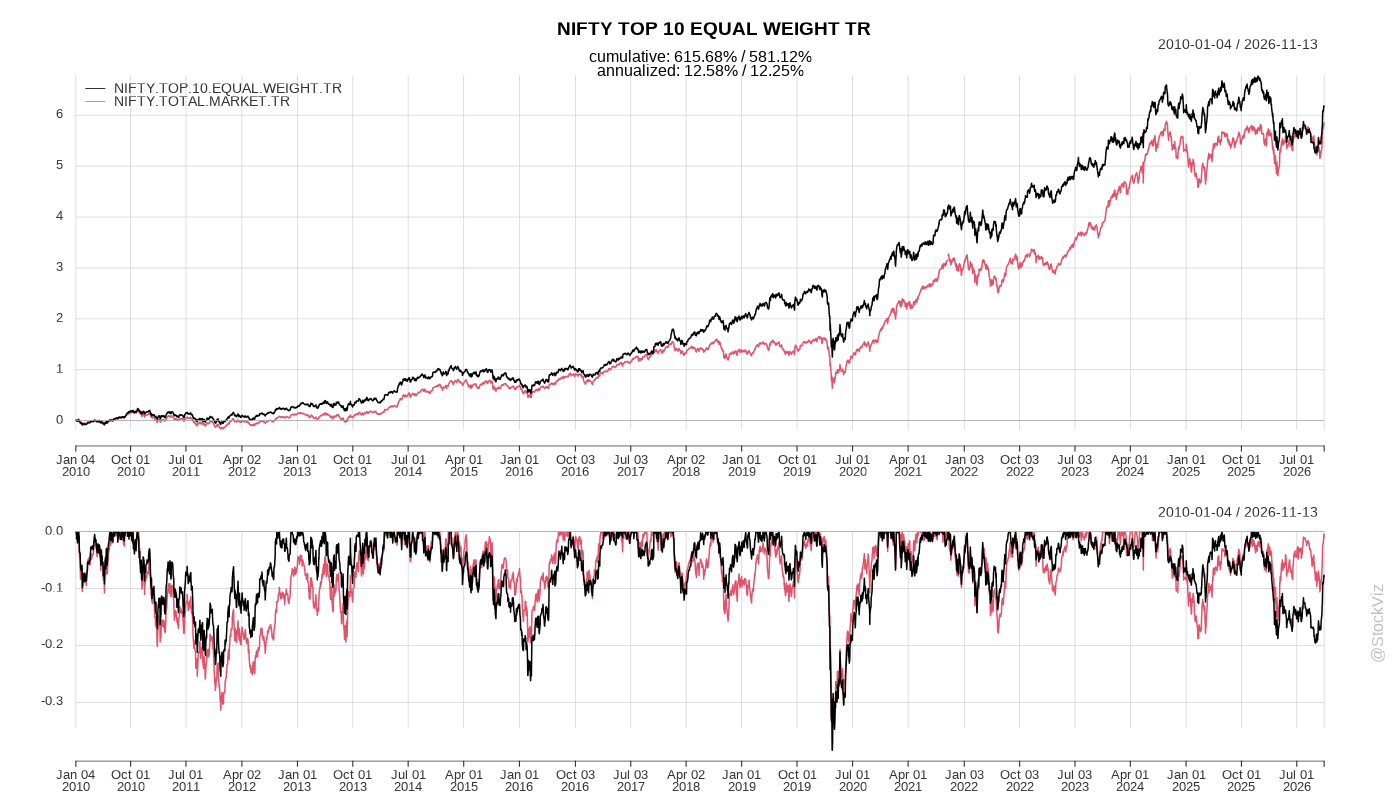 NIFTY TOP 10 EQUAL WEIGHT TR
2010-01-04 / 2026-11-13
cumulative: 615.68% / 581.12%
annualized: 12.58% / 12.25%
NIFTY.TOP.10.EQUAL.WEIGHT.TR
NIFTY.TOTAL.MARKET.TR
6
5
4
3
2
1
0
Jan 04 Oct 01 Jul 01 Apr 02 Jan 01 Oct 01 Jul 01 Apr 01 Jan 01 Oct 03 Jul 03 Apr 02 Jan 01 Oct 01 Jul 01 Apr 01 Jan 03 Oct 03 Jul 03 Apr 01 Jan 01 Oct 01 Jul 01
2010 2010 2011 2012 2013 2013 2014 2015 2016 2016 2017 2018 2019 2019 2020 2021 2022 2022 2023 2024 2025 2025 2026
2010-01-04 / 2026-11-13
0.0
-0.1
-0.2
-0.3
Jan 04 Oct 01 Jul 01 Apr 02 Jan 01 Oct 01 Jul 01 Apr 01 Jan 01 Oct 03 Jul 03 Apr 02 Jan 01 Oct 01 Jul 01 Apr 01 Jan 03 Oct 03 Jul 03 Apr 01 Jan 01 Oct 01 Jul 01
2010 2010 2011 2012 2013 2013 2014 2015 2016 2016 2017 2018 2019 2019 2020 2021 2022 2022 2023 2024 2025 2025 2026
@StockViz